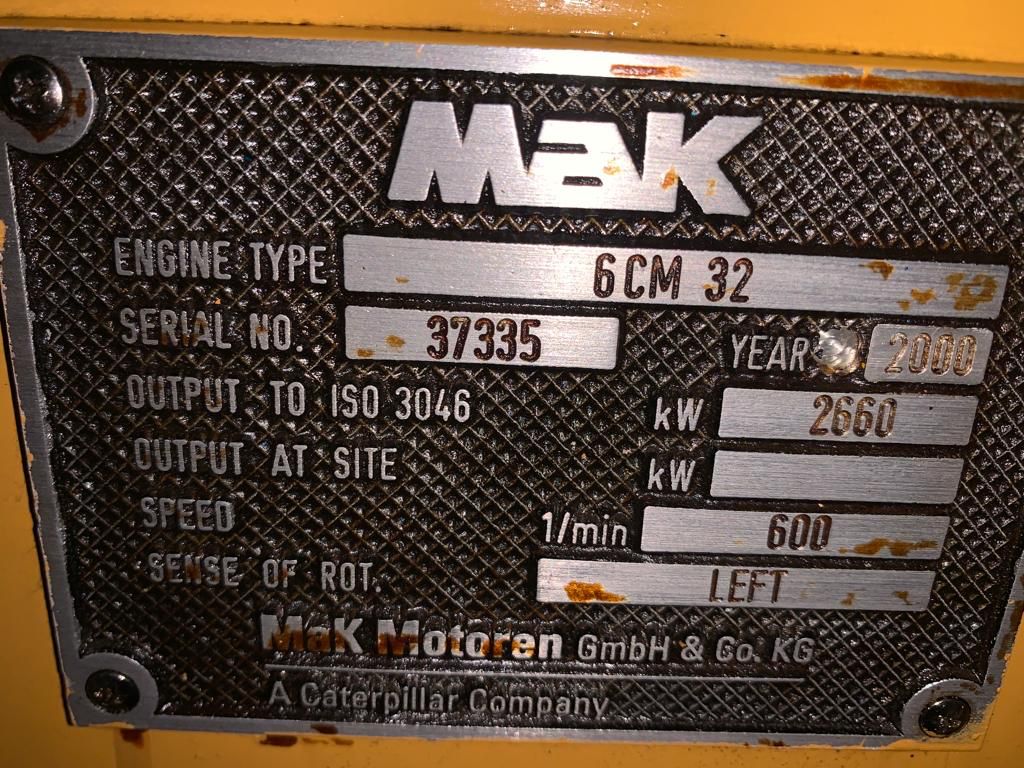 MaK
ENGINE TYPE 6 CM 32
SERIAL NO. 37335 YEAR 2000
OUTPUT TO ISO 3046 kW 2660
OUTPUT AT SITE kW
SPEED 1/min 600
SENSE OF ROT. LEFT
MaK Motoren GmbH & Co. KG
A Caterpillar Company